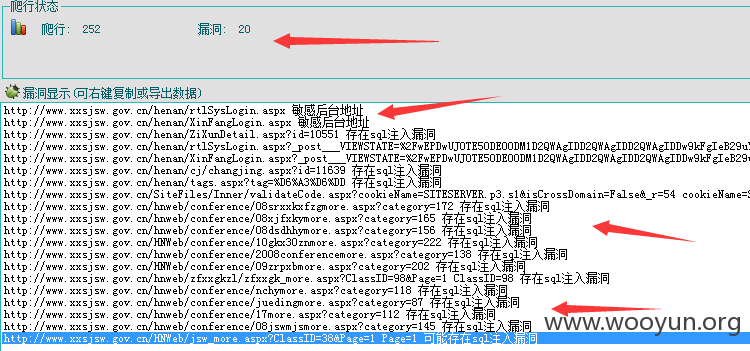 爬行状态
爬行: 252 漏洞: 20
漏洞显示(可右键复制或导出数据)
http://www.xxsjsw.gov.cn/henan/rtlSysLogin.aspx 敏感后台地址
http://www.xxsjsw.gov.cn/henan/XinFangLogin.aspx 敏感后台地址
http://www.xxsjsw.gov.cn/henan/ZiXunDetail.aspx?id=10551 存在sql注入漏洞
http://www.xxsjsw.gov.cn/henan/rtlSysLogin.aspx?_post___VIEWSTATE=%2FwEPDwUJOTE5ODE0ODM1D2QWAgIDD2QWAgIDD2QWAgIDDw9kFgIeB29u
http://www.xxsjsw.gov.cn/henan/XinFangLogin.aspx?_post___VIEWSTATE=%2FwEPDwUJOTE5ODE0ODM1D2QWAgIDD2QWAgIDD2QWAgIDDw9kFgIeB29
http://www.xxsjsw.gov.cn/henan/cj/changjing.aspx?id=11639 存在sql注入漏洞
http://www.xxsjsw.gov.cn/henan/tags.aspx?tag=%D6%A3%D6%DD 存在sql注入漏洞
http://www.xxsjsw.gov.cn/SiteFiles/Inner/validateCode.aspx?cookieName=SITESERVER.p3.s1&isCrossDomain=False&_r=54 cookieName=S
http://www.xxsjsw.gov.cn/hnweb/conference/08srxxkxfzgmore.aspx?category=172 存在sql注入漏洞
http://www.xxsjsw.gov.cn/hnweb/conference/08xjfxkymore.aspx?category=165 存在sql注入漏洞
http://www.xxsjsw.gov.cn/hnweb/conference/08dsdhhymore.aspx?category=156 存在sql注入漏洞
http://www.xxsjsw.gov.cn/HNWeb/conference/10gkx30znmore.aspx?category=222 存在sql注入漏洞
http://www.xxsjsw.gov.cn/hnweb/conference/2008conferencemore.aspx?category=138 存在sql注入漏洞
http://www.xxsjsw.gov.cn/HNWeb/conference/09zrpxbmore.aspx?category=202 存在sql注入漏洞
http://www.xxsjsw.gov.cn/hnweb/zfxxgkzl/zfxxgk_more.aspx?ClassID=98&Page=1 ClassID=98 存在sql注入漏洞
http://www.xxsjsw.gov.cn/hnweb/conference/nchymore.aspx?category=118 存在sql注入漏洞
http://www.xxsjsw.gov.cn/hnweb/conference/juedingmore.aspx?category=87 存在sql注入漏洞
http://www.xxsjsw.gov.cn/hnweb/conference/17more.aspx?category=112 存在sql注入漏洞
http://www.xxsjsw.gov.cn/hnweb/conference/08jswmjsmore.aspx?category=145 存在sql注入漏洞
http://www.xxsjsw.gov.cn/HNWeb/jsw_more.aspx?ClassID=38&Page=1 Page=1 可能存在sql注入漏洞
www.wooyun.org